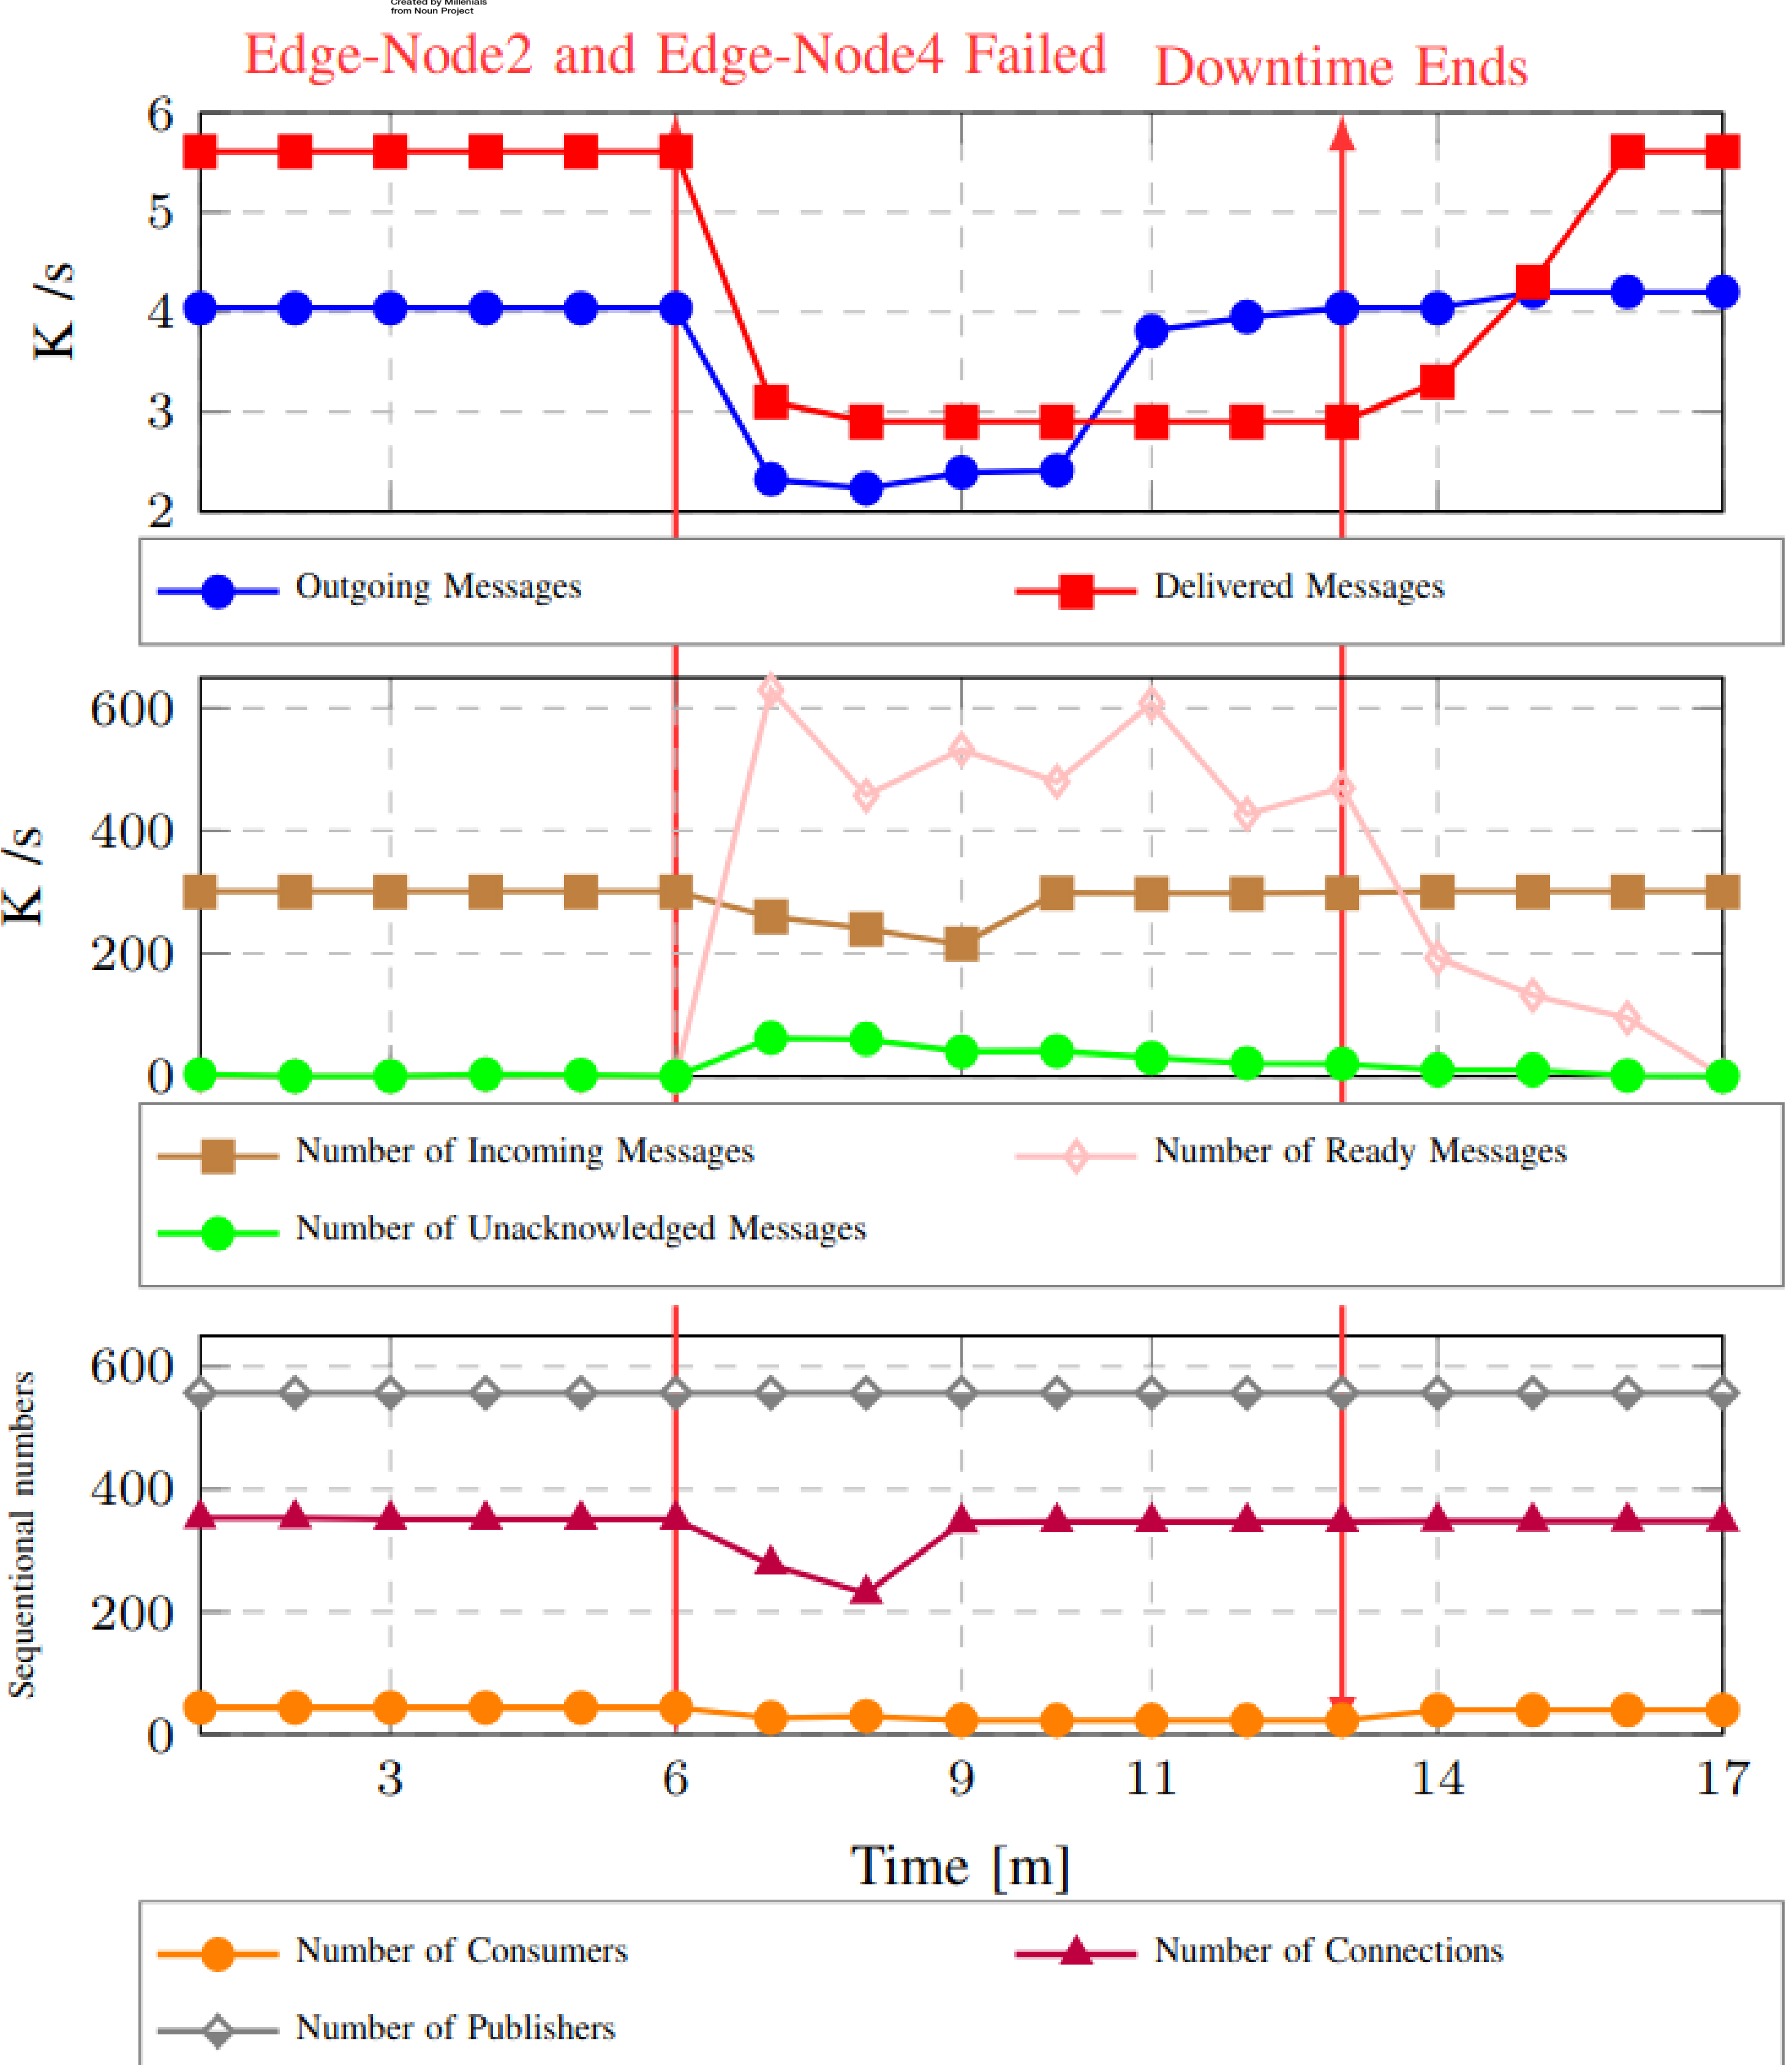 Created by Millenials
from Noun Project
Edge-Node2 and Edge-Node4 Failed
Downtime Ends
6
5
4
3
2
K /s
Outgoing Messages
Delivered Messages
600
400
200
0
K /s
Number of Incoming Messages
Number of Ready Messages
Number of Unacknowledged Messages
600
400
200
0
Sequentional numbers
3
6
9
11
14
17
Time [m]
Number of Consumers
Number of Connections
Number of Publishers